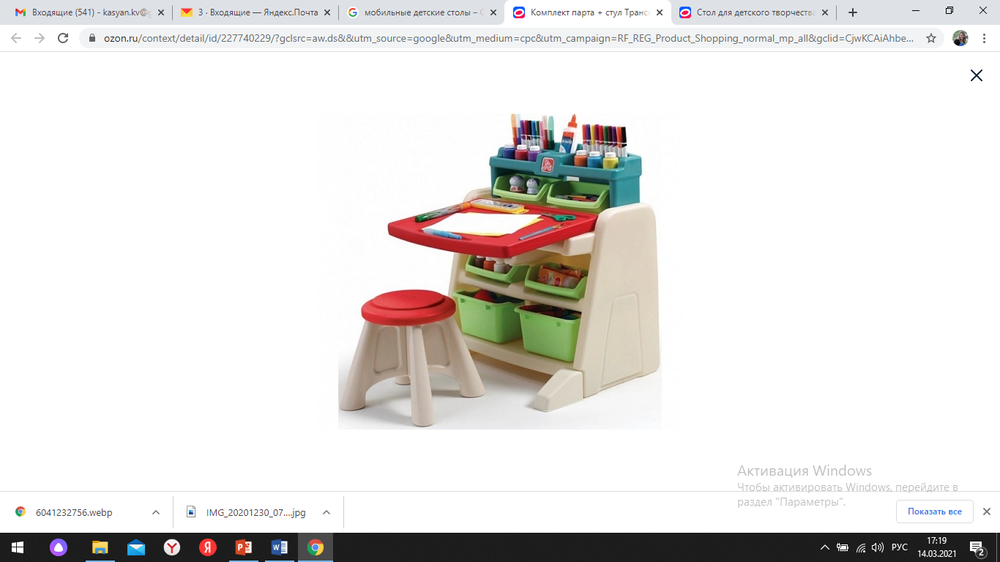 Входящие (541) - kasyan.kv@g
3 · Входящие — Яндекс.Почта
мобильные детские столы – G
Комплект парта + стул Трансо
Стол для детского творчества
ozon.ru/context/detail/id/227740229/?gclsrc=aw.ds&&utm_source=google&utm_medium=cpc&utm_campaign=RF_REG_Product_Shopping_normal_mp_all&gclid=CjwKCAiAhbe...
Активация Windows
Чтобы активировать Windows, перейдите в
раздел "Параметры".
6041232756.webp
IMG_20201230_07....jpg
Показать все
РУС
17:19
14.03.2021
2